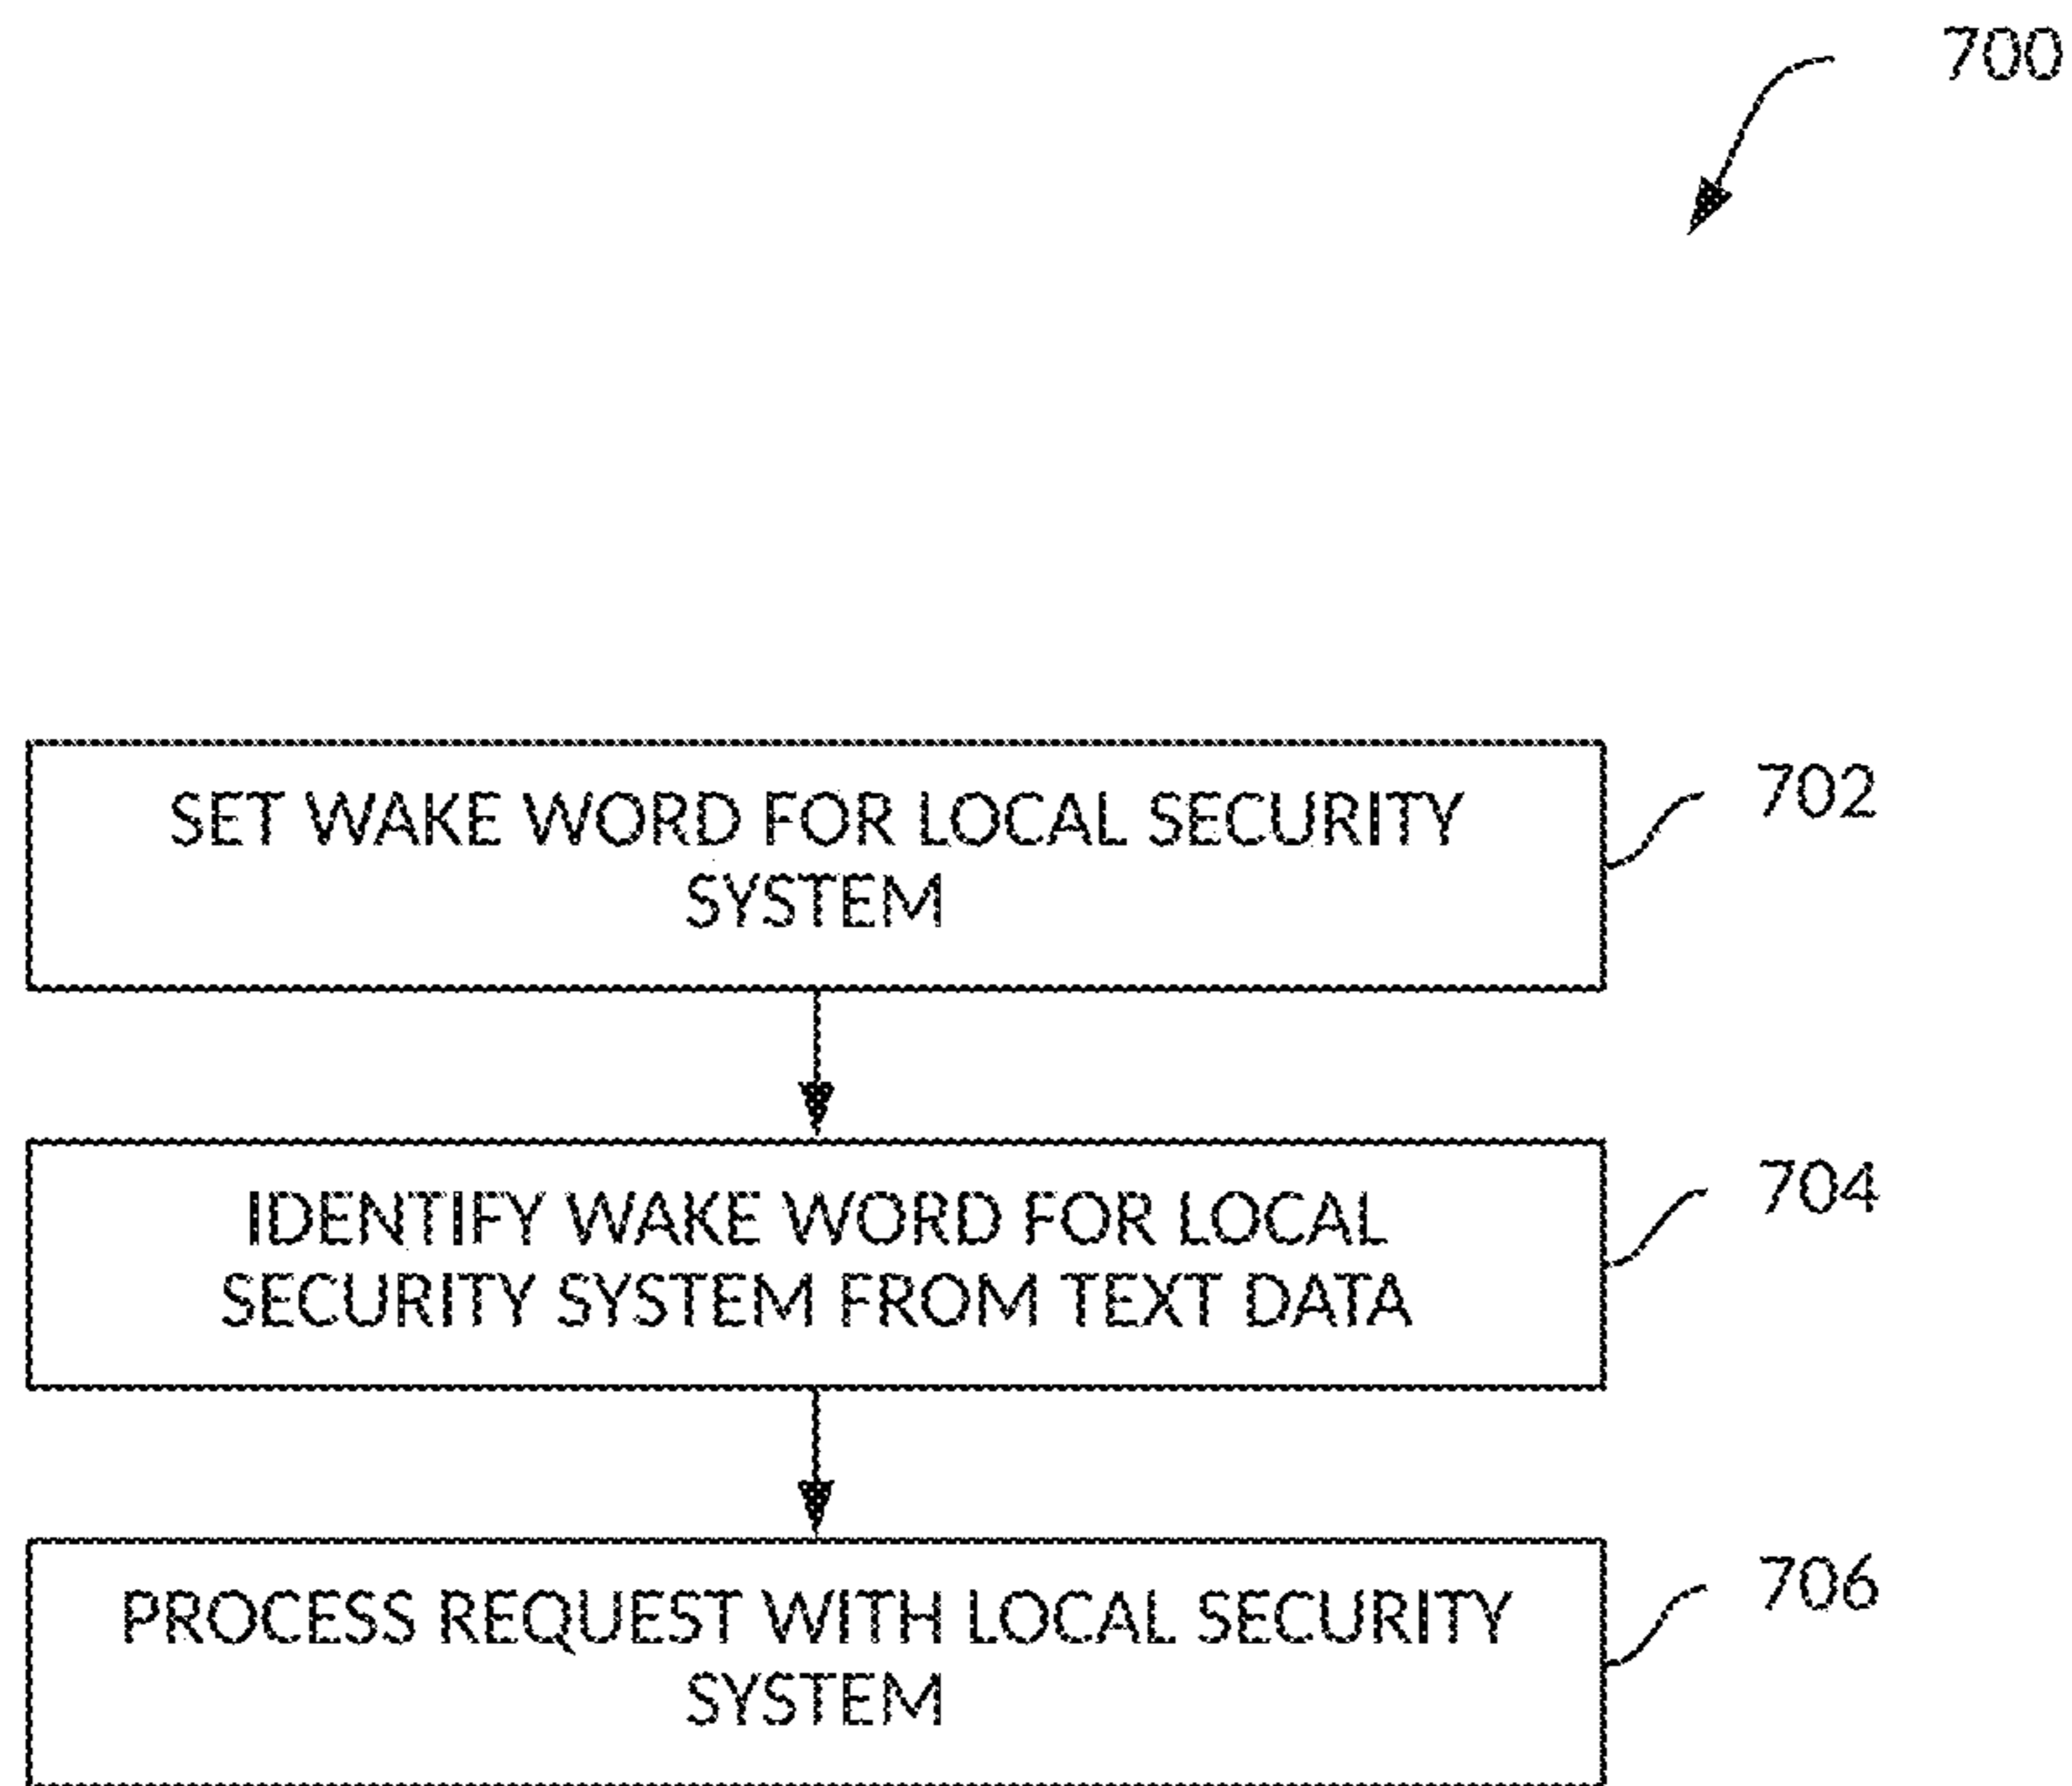 700
SET WAKE WORD FOR LOCAL SECURITY
SYSTEM
702
IDENTIFY WAKE WORD FOR LOCAL
SECURITY SYSTEM FROM TEXT DATA
704
PROCESS REQUEST WITH LOCAL SECURITY
SYSTEM
706